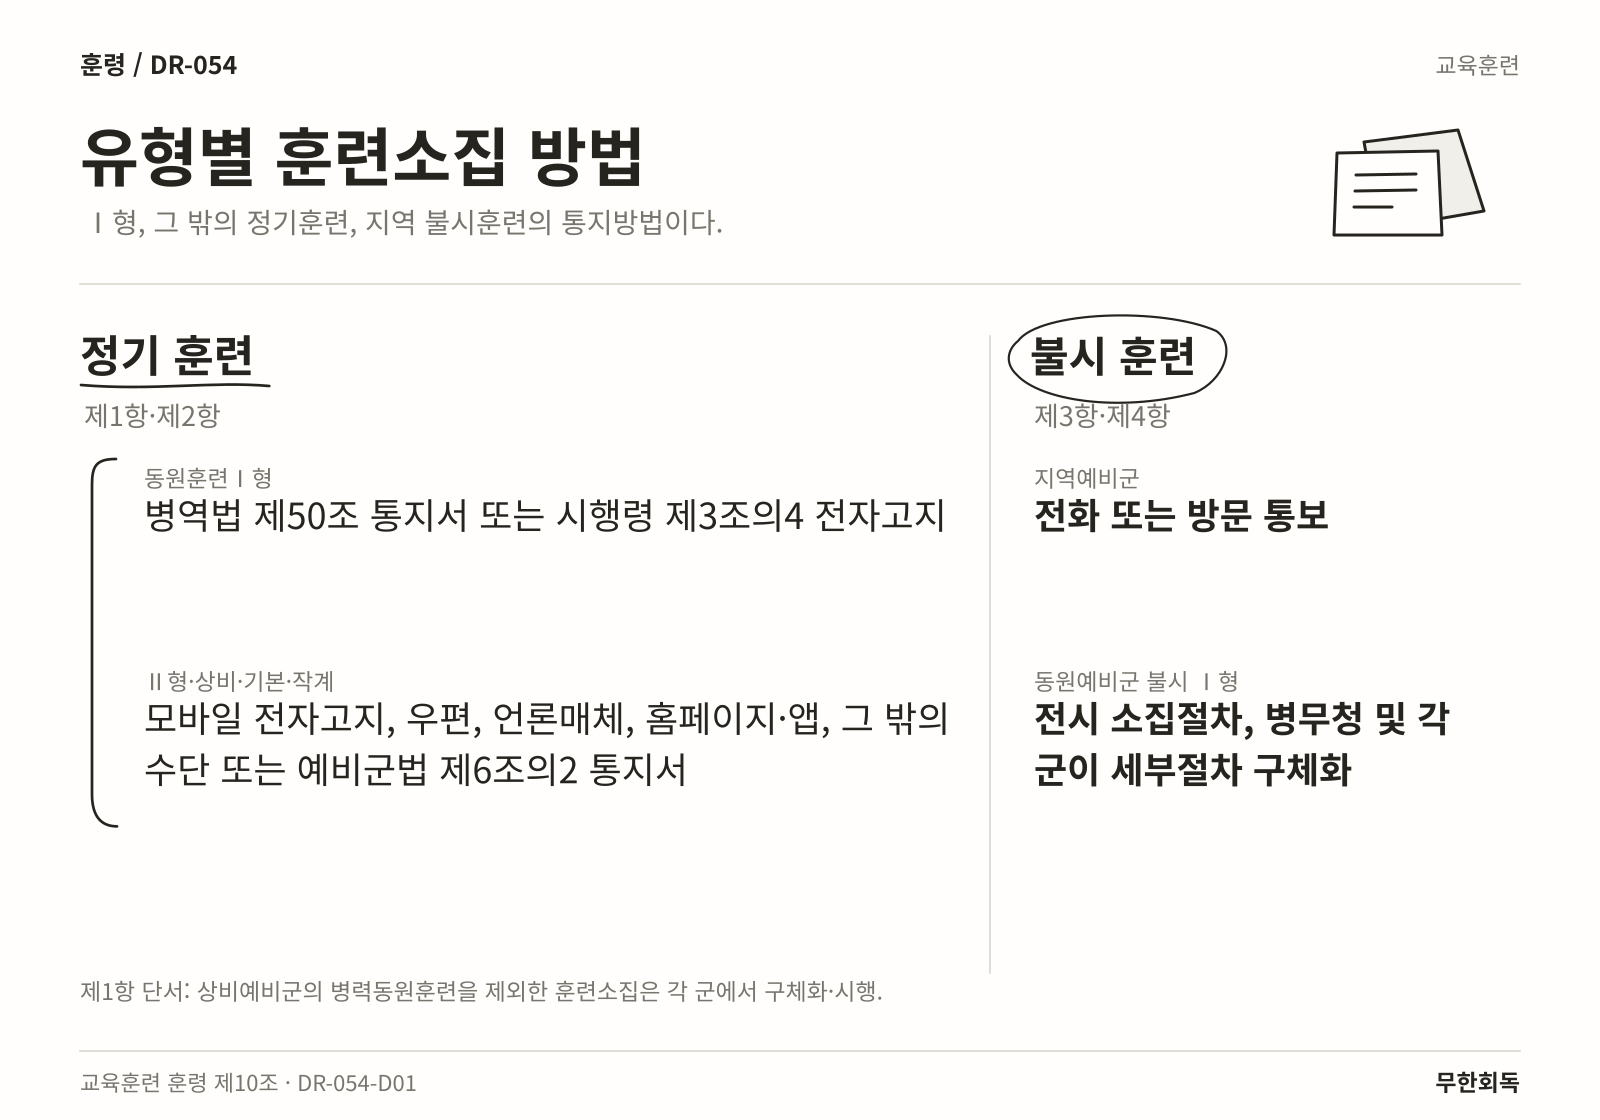 훈령 / DR-054
교육훈련
유형별 훈련소집 방법
Ⅰ형, 그 밖의 정기훈련, 지역 불시훈련의 통지방법이다.
정기 훈련
제1항·제2항
동원훈련Ⅰ형
병역법 제50조 통지서 또는 시행령 제3조의4 전자고지
Ⅱ형·상비·기본·작계
모바일 전자고지, 우편, 언론매체, 홈페이지·앱, 그 밖의
수단 또는 예비군법 제6조의2 통지서
불시 훈련
제3항·제4항
지역예비군
전화 또는 방문 통보
동원예비군 불시 Ⅰ형
전시 소집절차, 병무청 및 각
군이 세부절차 구체화
제1항 단서: 상비예비군의 병력동원훈련을 제외한 훈련소집은 각 군에서 구체화·시행.
교육훈련 훈령 제10조 · DR-054-D01
무한회독